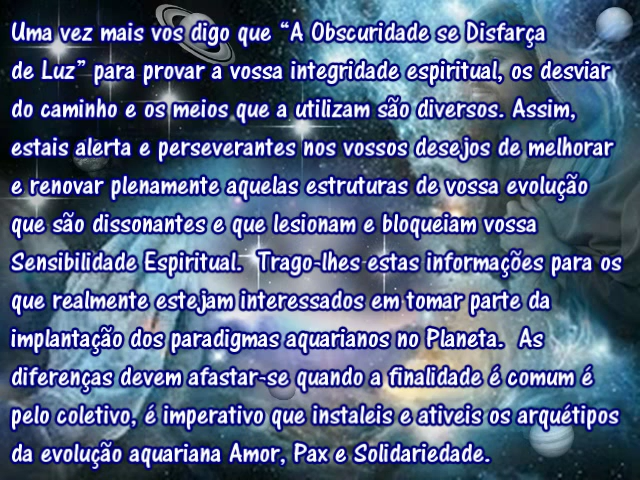 Uma vez mais vos digo que “A Obscuridade se Disfarça
de Luz” para provar a vossa integridade espiritual, os desviar
do caminho e os meios que a utilizam são diversos. Assim,
estais alerta e perseverantes nos vossos desejos de melhorar
e renovar plenamente aquelas estruturas de vossa evolução
que são dissonantes e que lesionam e bloqueiam vossa
Sensibilidade Espiritual. Trago-lhes estas informações para os
que realmente estejam interessados em tomar parte da
implantação dos paradigmas aquarianos no Planeta. As
diferenças devem afastar-se quando a finalidade é comum é
pelo coletivo, é imperativo que instaleis e ativeis os arquétipos
da evolução aquariana Amor, Pax e Solidariedade.